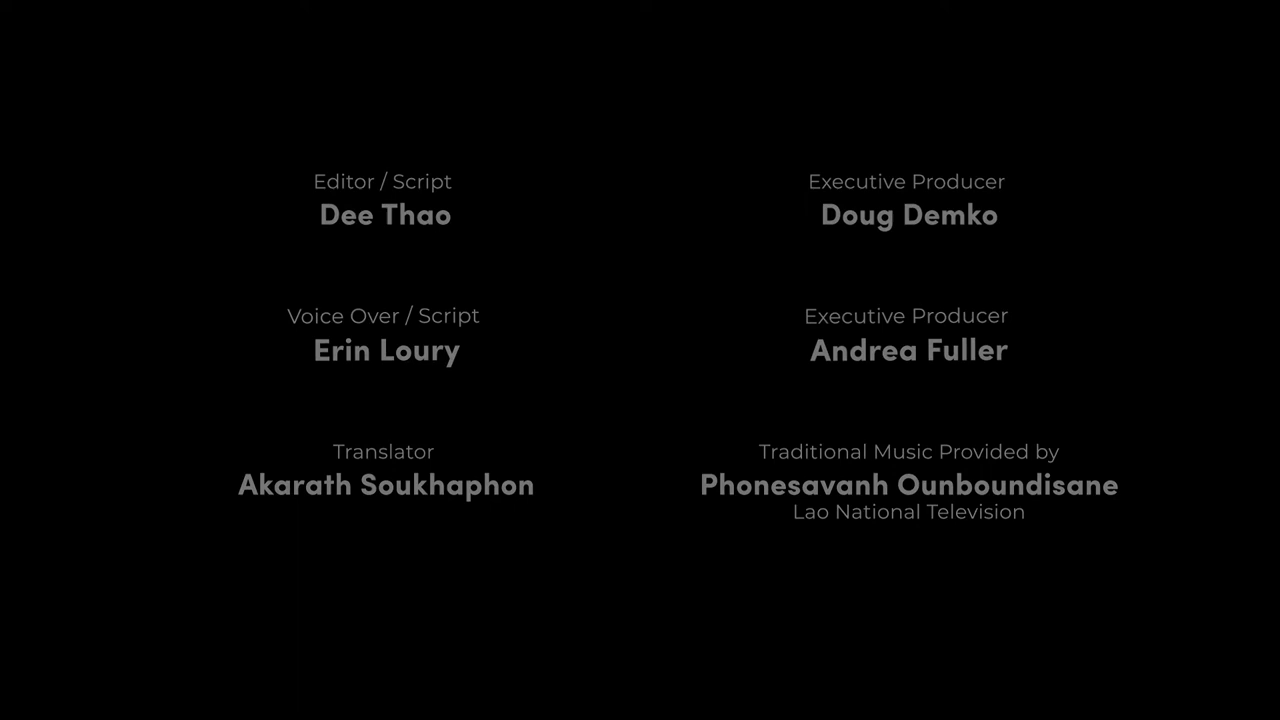 Editor / Script
Dee Thao
Voice Over / Script
Erin Loury
Translator
Akarath Soukhaphon
Executive Producer
Doug Demko
Executive Producer
Andrea Fuller
Traditional Music Provided by
Phonesavanh Ounboundisane
Lao National Television